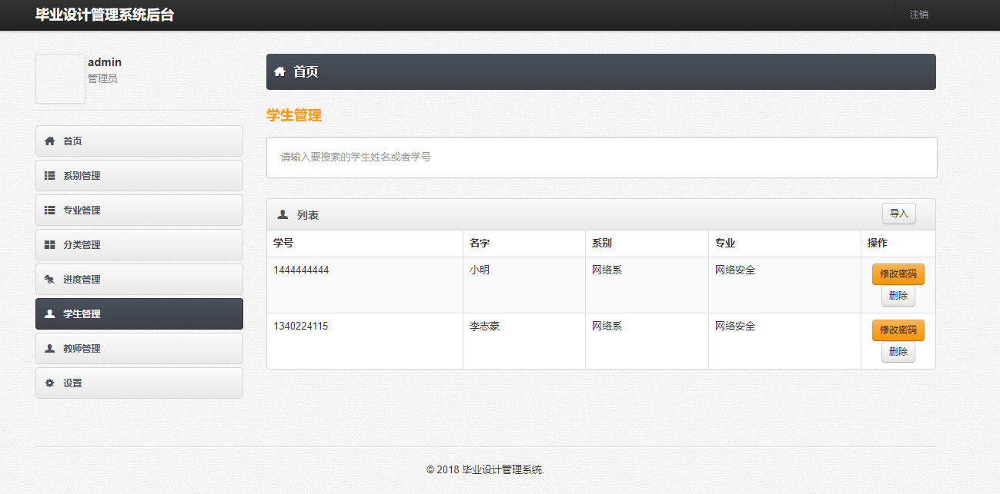 毕业设计管理系统后台
注销
admin
管理员
首页
系别管理
专业管理
分类管理
进度管理
学生管理
教师管理
设置
首页
学生管理
请输入要搜索的学生姓名或者学号
列表 导入
学号 名字 系别 专业 操作
1444444444 小明 网络系 网络安全 修改密码
删除
1340224115 李志豪 网络系 网络安全 修改密码
删除
© 2018 毕业设计管理系统.